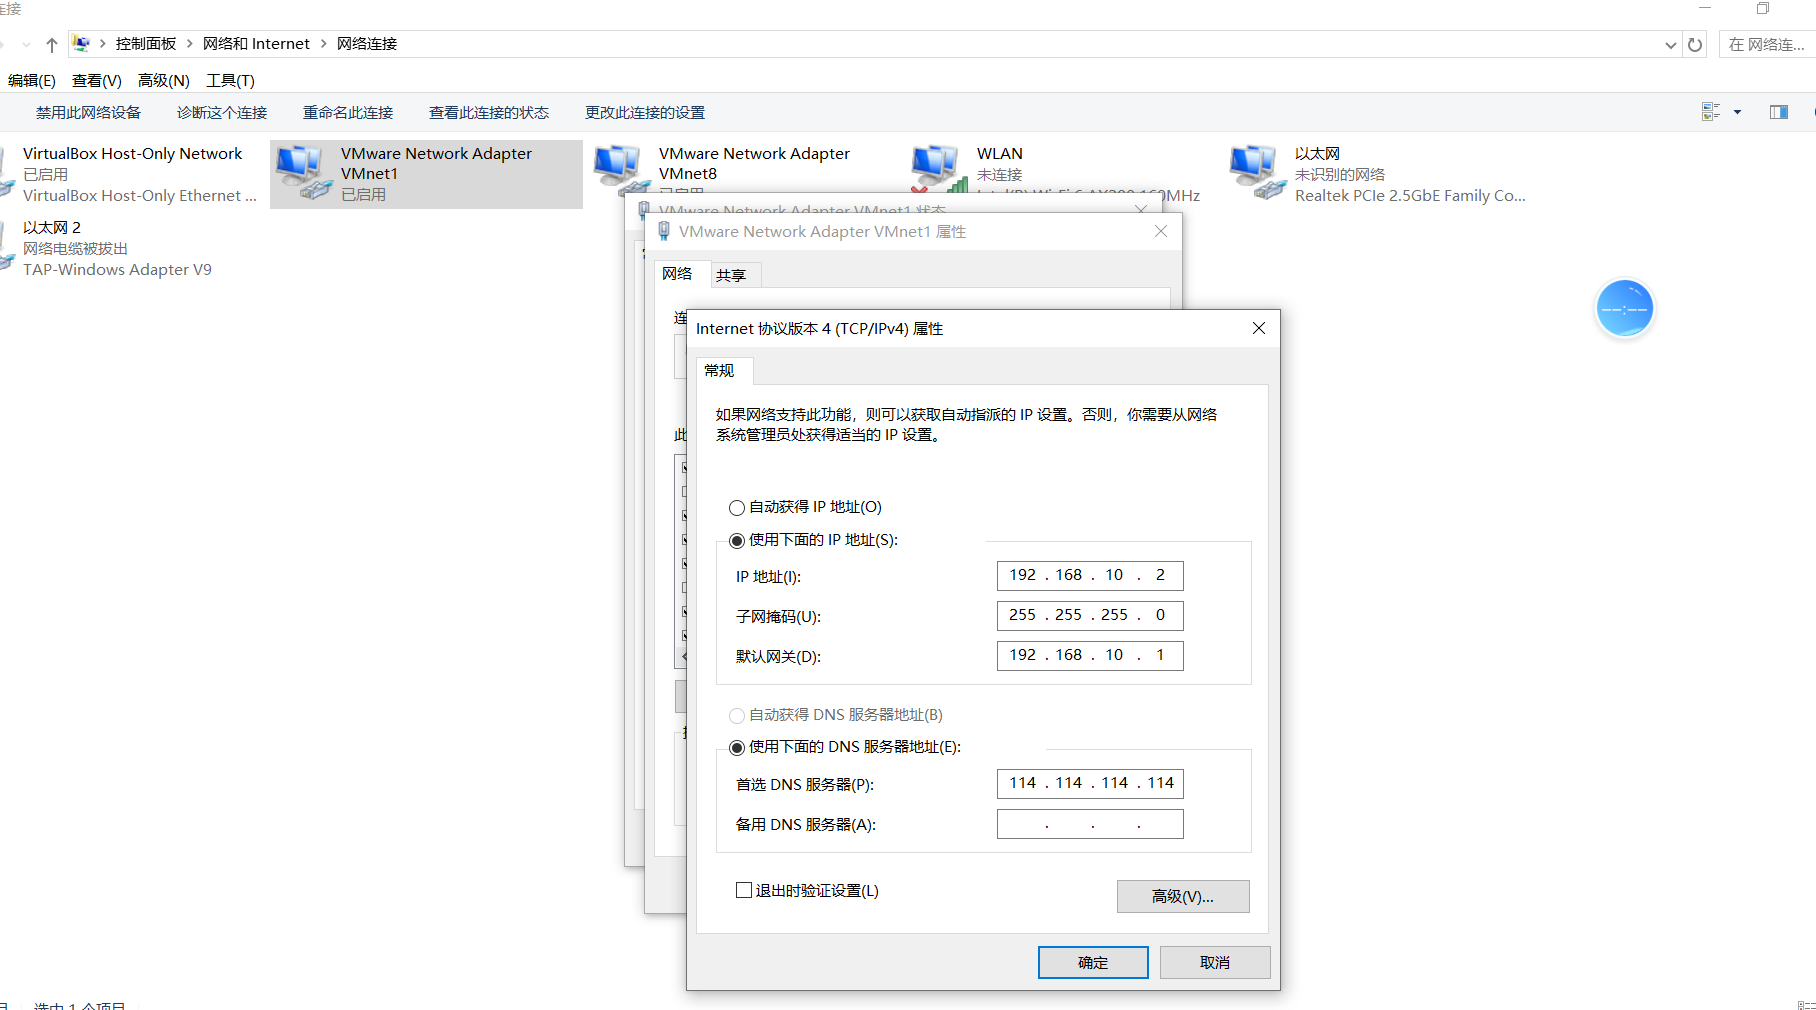 连接
控制面板 网络和 Internet 网络连接
在 网络连...
编辑(E) 查看(V) 高级(N) 工具(T)
禁用此网络设备 诊断这个连接 重命名此连接 查看此连接的状态 更改此连接的设置
VirtualBox Host-Only Network
已启用
VirtualBox Host-Only Ethernet ...
VMware Network Adapter
VMnet1
已启用
VMware Network Adapter
VMnet8
已启用
WLAN
未连接
Intel(R) Wi-Fi 6 AX200 160MHz
以太网
未识别的网络
Realtek PCIe 2.5GbE Family Co...
以太网 2
网络电缆被拔出
TAP-Windows Adapter V9
VMware Network Adapter VMnet1 状态
VMware Network Adapter VMnet1 属性
网络 共享
连
此
Internet 协议版本 4 (TCP/IPv4) 属性
常规
如果网络支持此功能，则可以获取自动指派的 IP 设置。否则，你需要从网络
系统管理员处获得适当的 IP 设置。
自动获得 IP 地址(O)
使用下面的 IP 地址(S):
IP 地址(I): 192 . 168 . 10 . 2
子网掩码(U): 255 . 255 . 255 . 0
默认网关(D): 192 . 168 . 10 . 1
自动获得 DNS 服务器地址(B)
使用下面的 DNS 服务器地址(E):
首选 DNS 服务器(P): 114 . 114 . 114 . 114
备用 DNS 服务器(A): . . .
退出时验证设置(L)
高级(V)...
确定 取消
选中 1 个项目